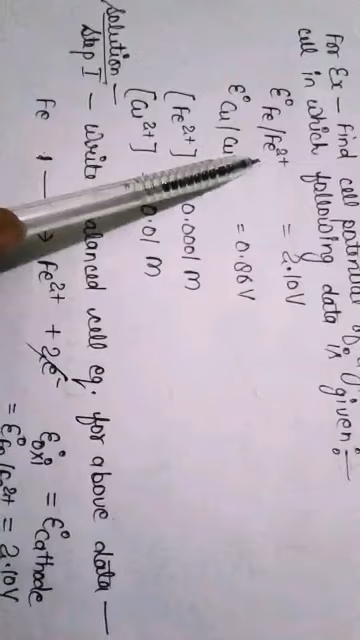 For Ex - Find cell potential of
cell in which following data is given:-
E° Fe/Fe²⁺ = 2.10V
E° Cu/Cu = 0.86V
[Fe²⁺] 0.0001 M
[Cu²⁺] 0.01 M
Solution -
Step I - Write balanced cell eq. for above data -
Fe → Fe²⁺ + 2e⁻ E°oxi = E°cathode
= E°Fe/Fe²⁺ = 2.10V